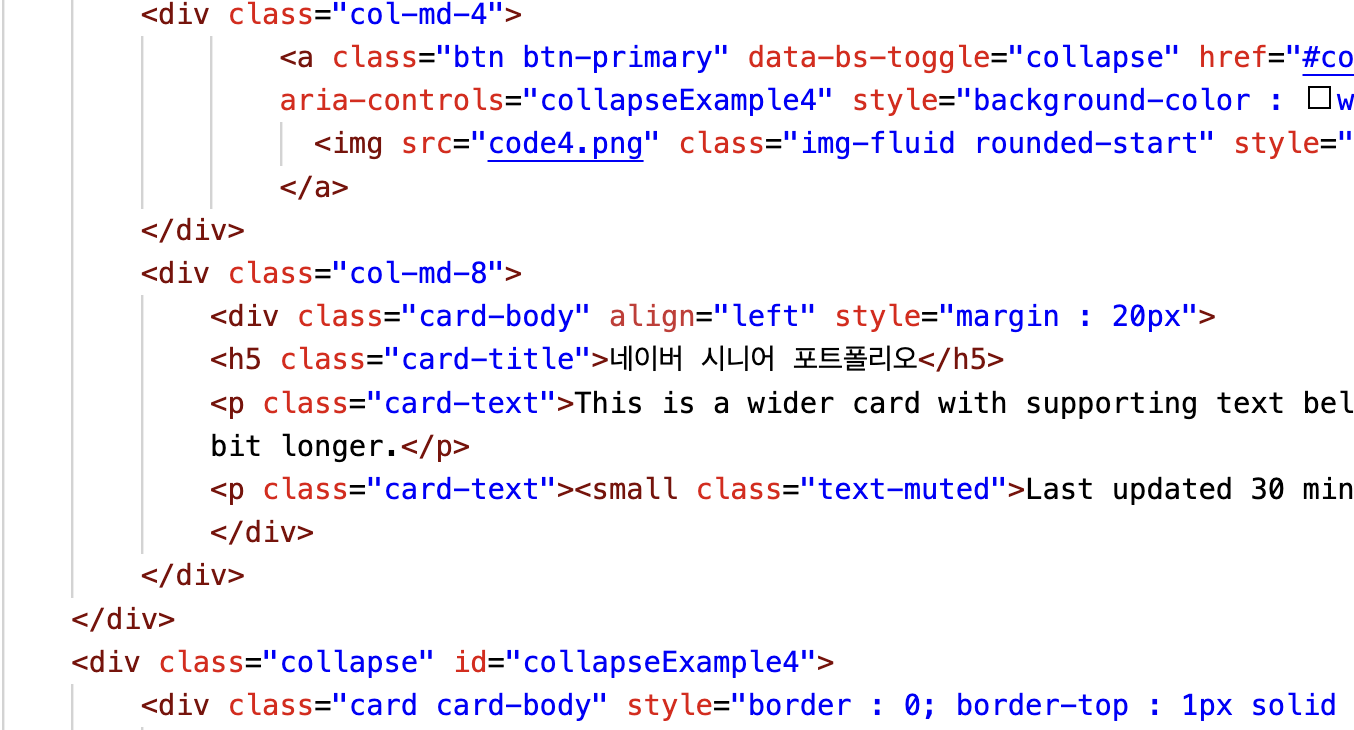 <div class="col-md-4">
<a class="btn btn-primary" data-bs-toggle="collapse" href="#co
aria-controls="collapseExample4" style="background-color : w
<img src="code4.png" class="img-fluid rounded-start" style="
</a>
</div>
<div class="col-md-8">
<div class="card-body" align="left" style="margin : 20px">
<h5 class="card-title">네이버 시니어 포트폴리오</h5>
<p class="card-text">This is a wider card with supporting text bel
bit longer.</p>
<p class="card-text"><small class="text-muted">Last updated 30 min
</div>
</div>
</div>
<div class="collapse" id="collapseExample4">
<div class="card card-body" style="border : 0; border-top : 1px solid